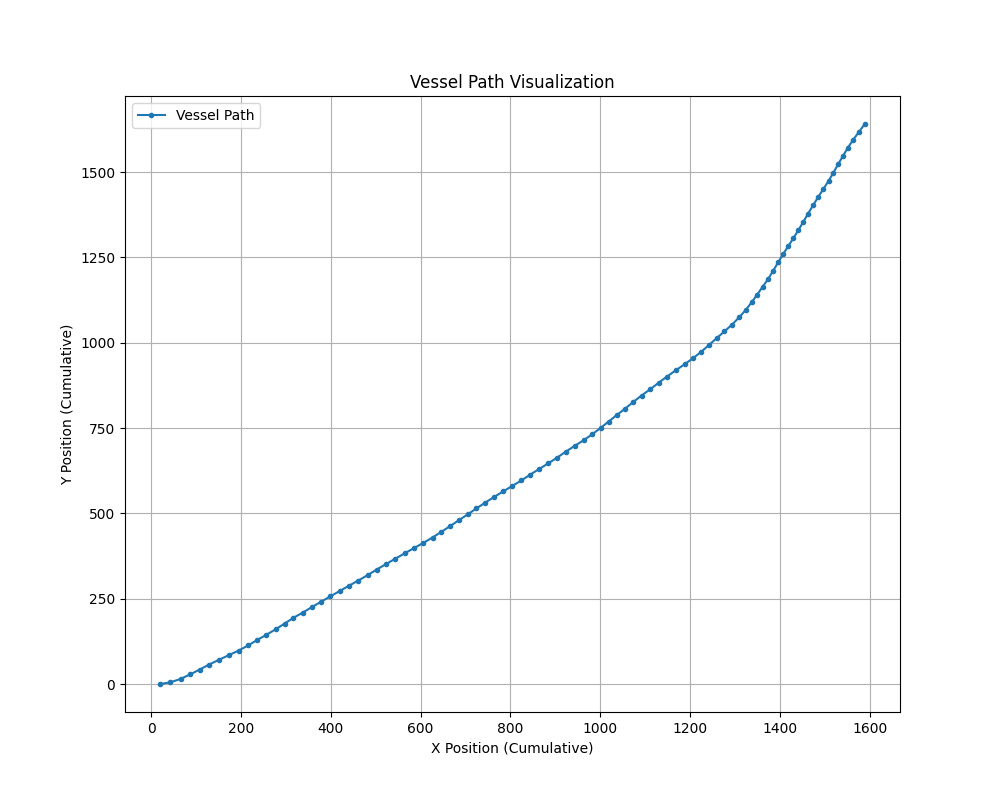 Vessel Path Visualization
Vessel Path
Y Position (Cumulative)
1500
1250
1000
750
500
250
0
0 200 400 600 800 1000 1200 1400 1600
X Position (Cumulative)